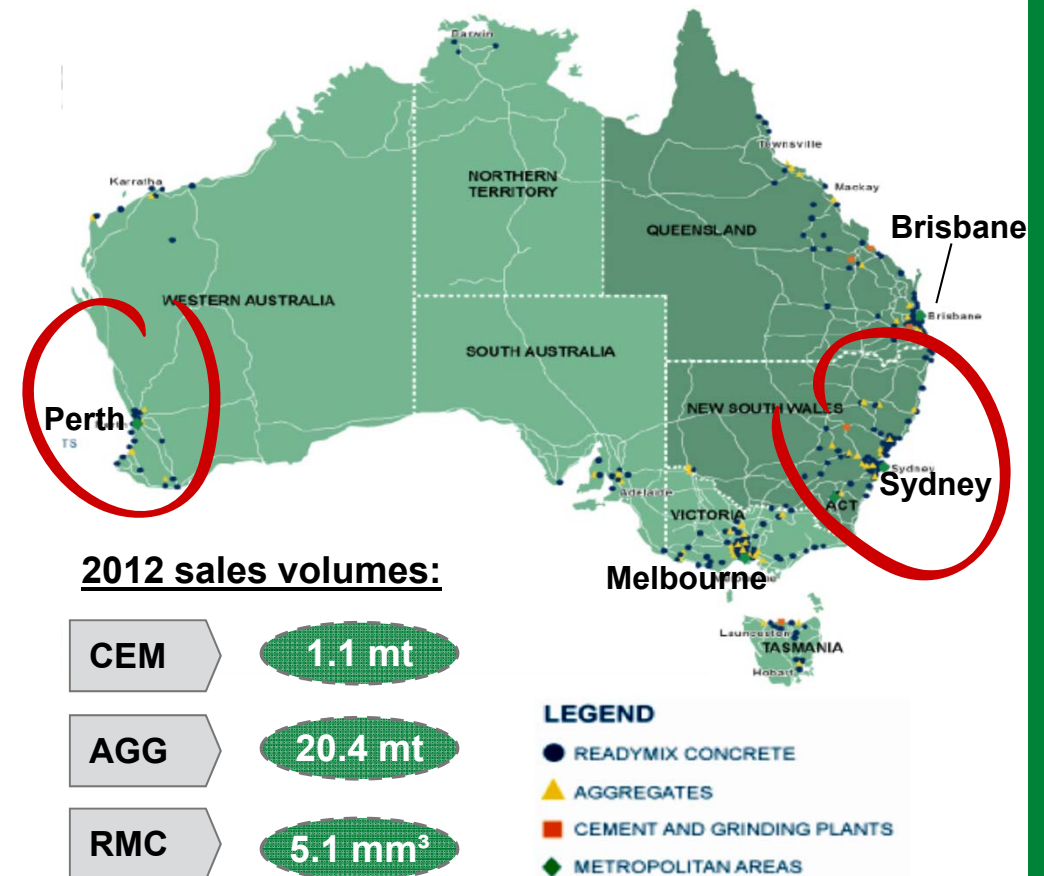 Darwin
Townsville
Karratha
NORTHERN
TERRITORY
Mackay
QUEENSLAND
Brisbane
WESTERN AUSTRALIA
Brisbane
SOUTH AUSTRALIA
NEW SOUTH WALES
Perth
TS
Sydney
Sydney
Adelaide
VICTORIA
ACT
Melbourne
2012 sales volumes:
Launceston
TASMANIA
Hobart
CEM
1.1 mt
AGG
20.4 mt
RMC
5.1 mm³
LEGEND
READYMIX CONCRETE
AGGREGATES
CEMENT AND GRINDING PLANTS
METROPOLITAN AREAS